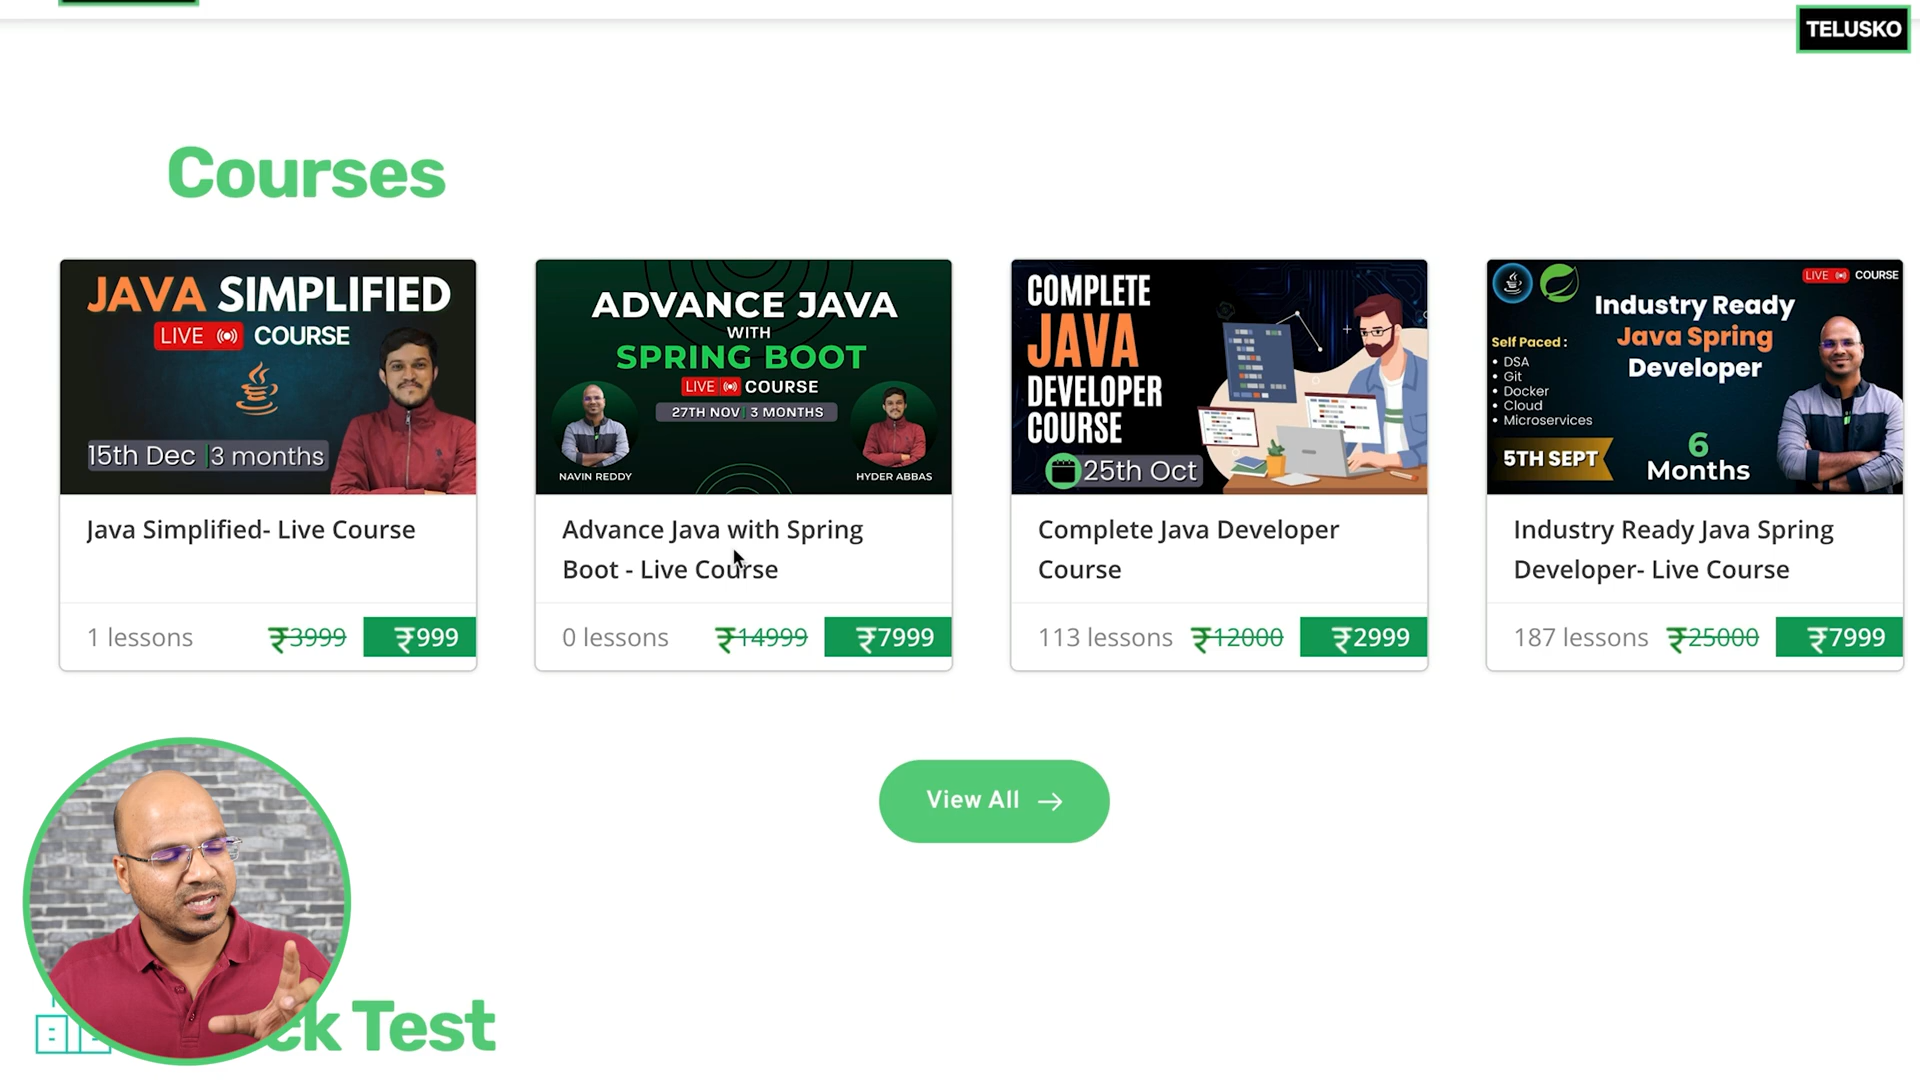 TELUSKO
Courses
JAVA SIMPLIFIED
LIVE COURSE
15th Dec | 3 months
Java Simplified- Live Course
1 lessons ₹3999 ₹999
ADVANCE JAVA
WITH
SPRING BOOT
LIVE COURSE
27TH NOV | 3 MONTHS
NAVIN REDDY HYDER ABBAS
Advance Java with Spring
Boot - Live Course
0 lessons ₹14999 ₹7999
COMPLETE
JAVA
DEVELOPER
COURSE
25th Oct
Complete Java Developer
Course
113 lessons ₹12000 ₹2999
LIVE COURSE
Industry Ready
Java Spring
Developer
Self Paced :
• DSA
• Git
• Docker
• Cloud
• Microservices
5TH SEPT
6
Months
Industry Ready Java Spring
Developer- Live Course
187 lessons ₹25000 ₹7999
View All →
ck Test